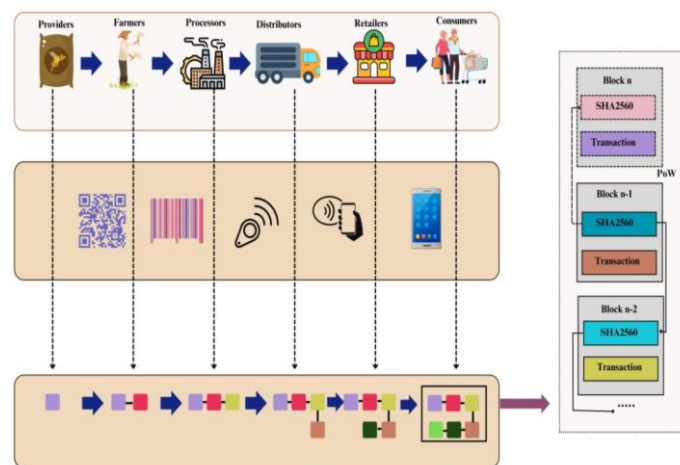 Providers
Farmers
Processors
Distributors
Retailers
Consumers
Block n
SHA2560
Transaction
PoW
Block n-1
SHA2560
Transaction
Block n-2
SHA2560
Transaction
.....